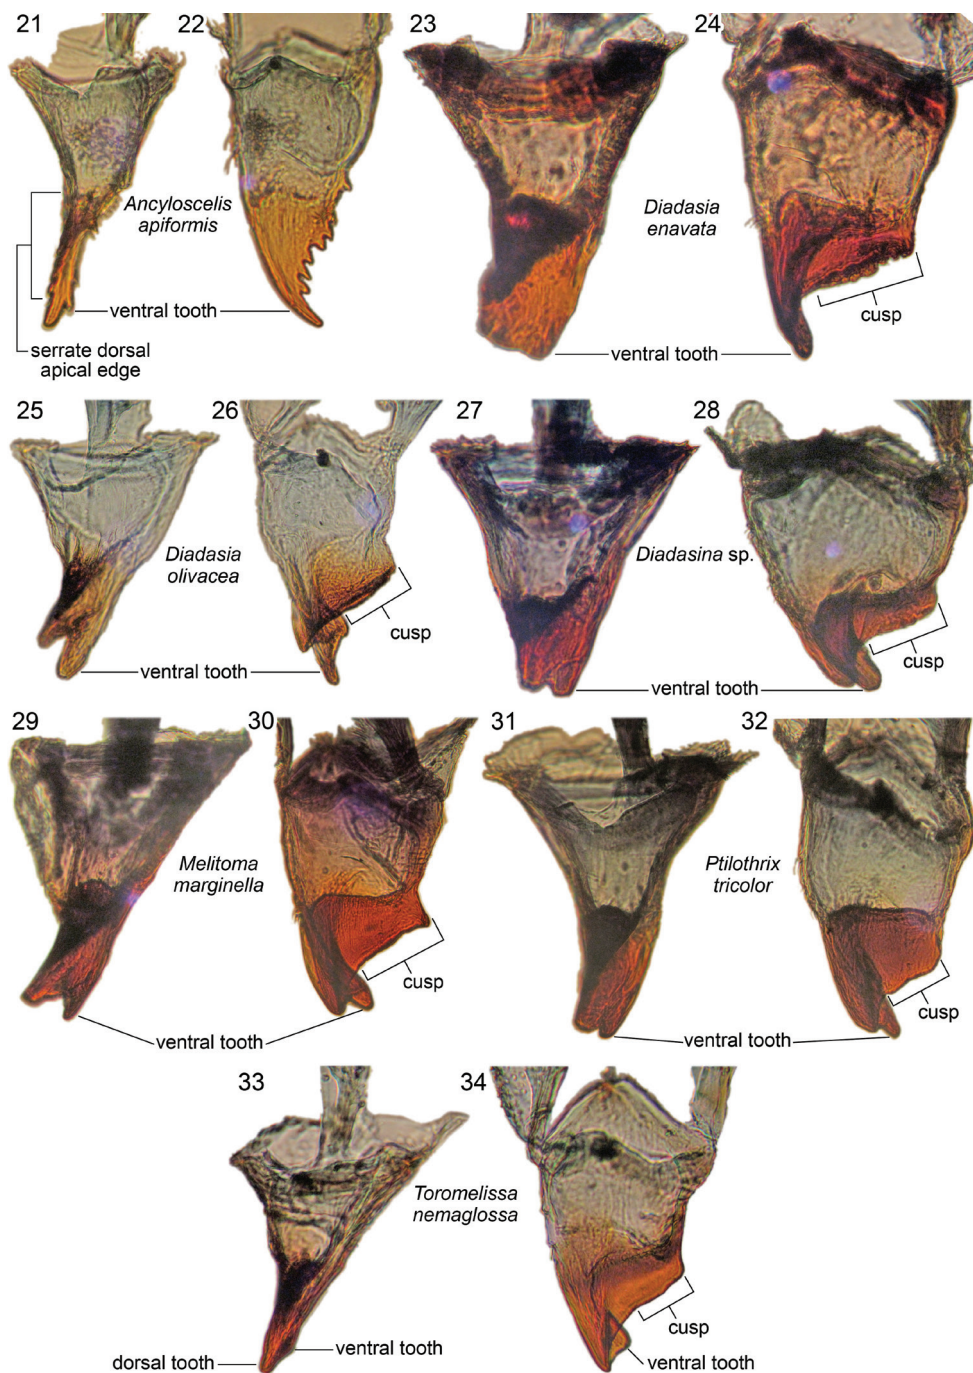 21
22
23
24
Ancyloscelis
apiformis
Diadasia
enavata
ventral tooth
cusp
serrate dorsal
apical edge
ventral tooth
25
26
27
28
Diadasia
olivacea
Diadasina sp.
cusp
cusp
ventral tooth
ventral tooth
29
30
31
32
Melitoma
marginella
Ptilothrix
tricolor
cusp
cusp
ventral tooth
ventral tooth
33
34
Toromelissa
nemaglossa
cusp
ventral tooth
dorsal tooth
ventral tooth